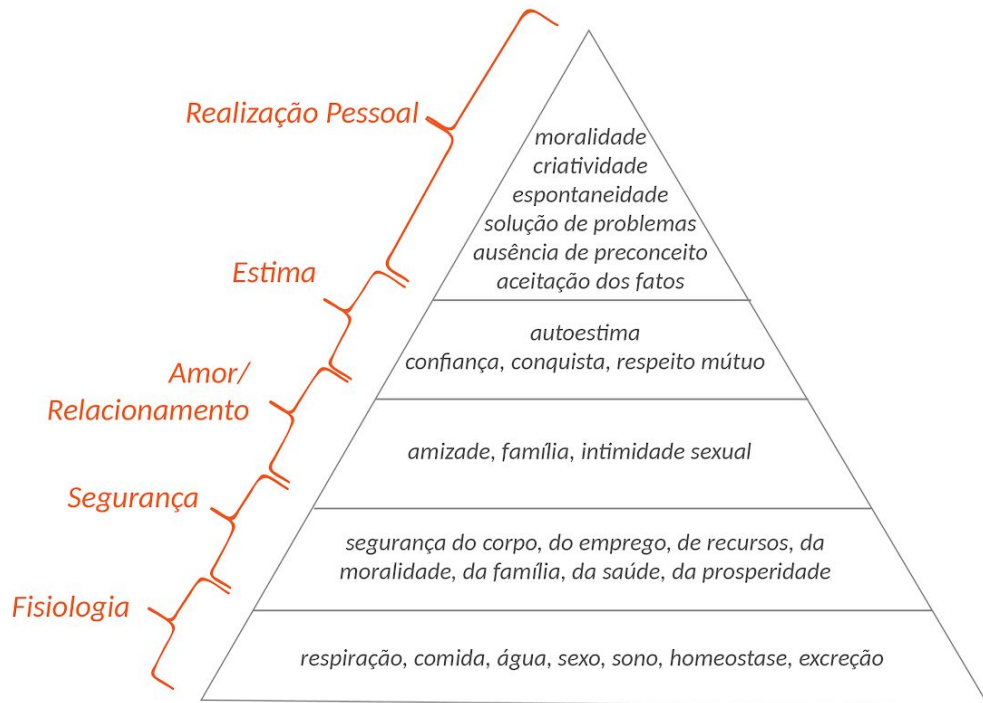 Realização Pessoal
moralidade
criatividade
espontaneidade
solução de problemas
ausência de preconceito
aceitação dos fatos
Estima
autoestima
confiança, conquista, respeito mútuo
Amor/
Relacionamento
amizade, família, intimidade sexual
Segurança
segurança do corpo, do emprego, de recursos, da
moralidade, da família, da saúde, da prosperidade
Fisiologia
respiração, comida, água, sexo, sono, homeostase, excreção